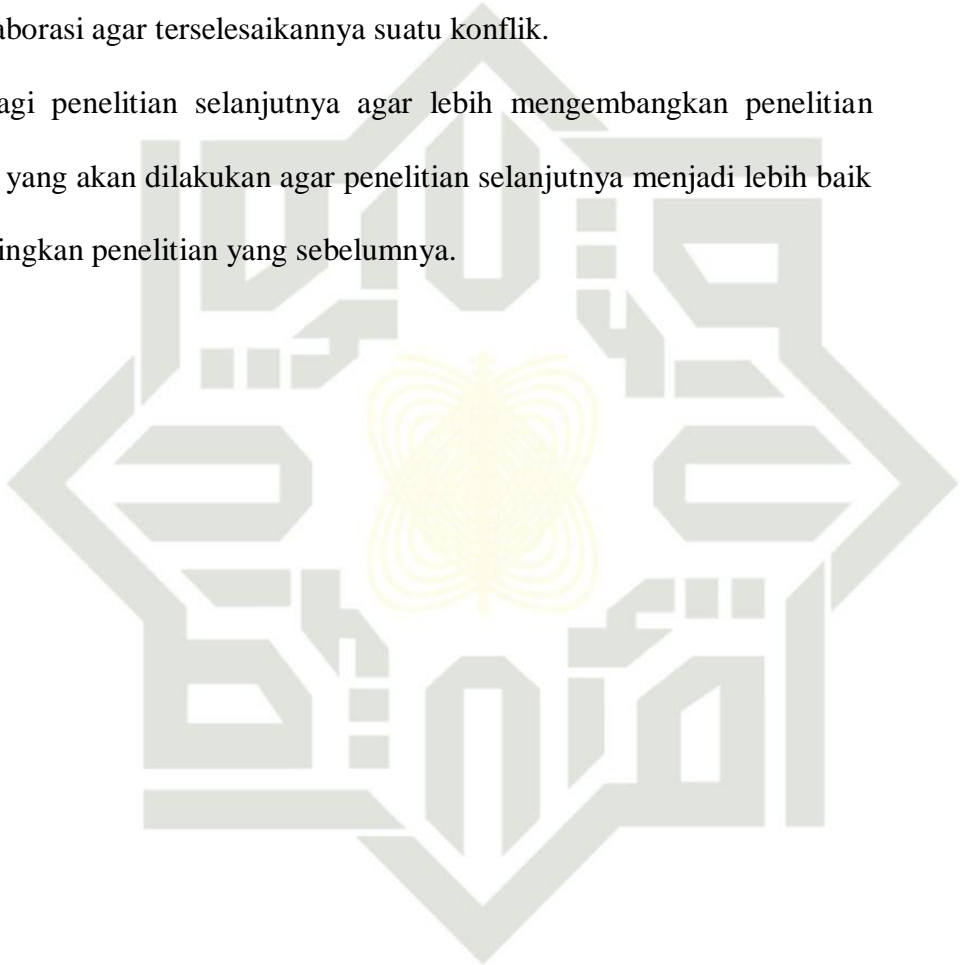 aborasi agar terselesaikannya suatu konflik.
agi penelitian selanjutnya agar lebih mengembangkan penelitian
yang akan dilakukan agar penelitian selanjutnya menjadi lebih baik
ingkan penelitian yang sebelumnya.